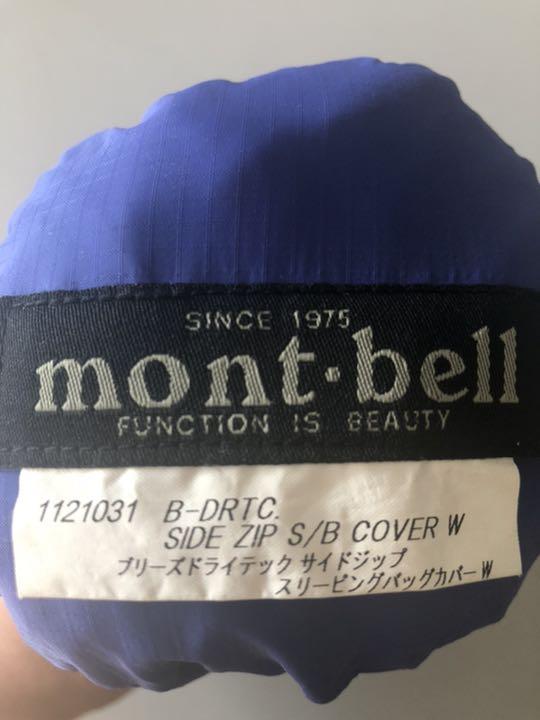 SINCE 1975
mont·bell
FUNCTION IS BEAUTY
1121031 B-DRTC.
SIDE ZIP S/B COVER W
ブリーズドライテック サイドジップ
スリーピングバッグカバーW